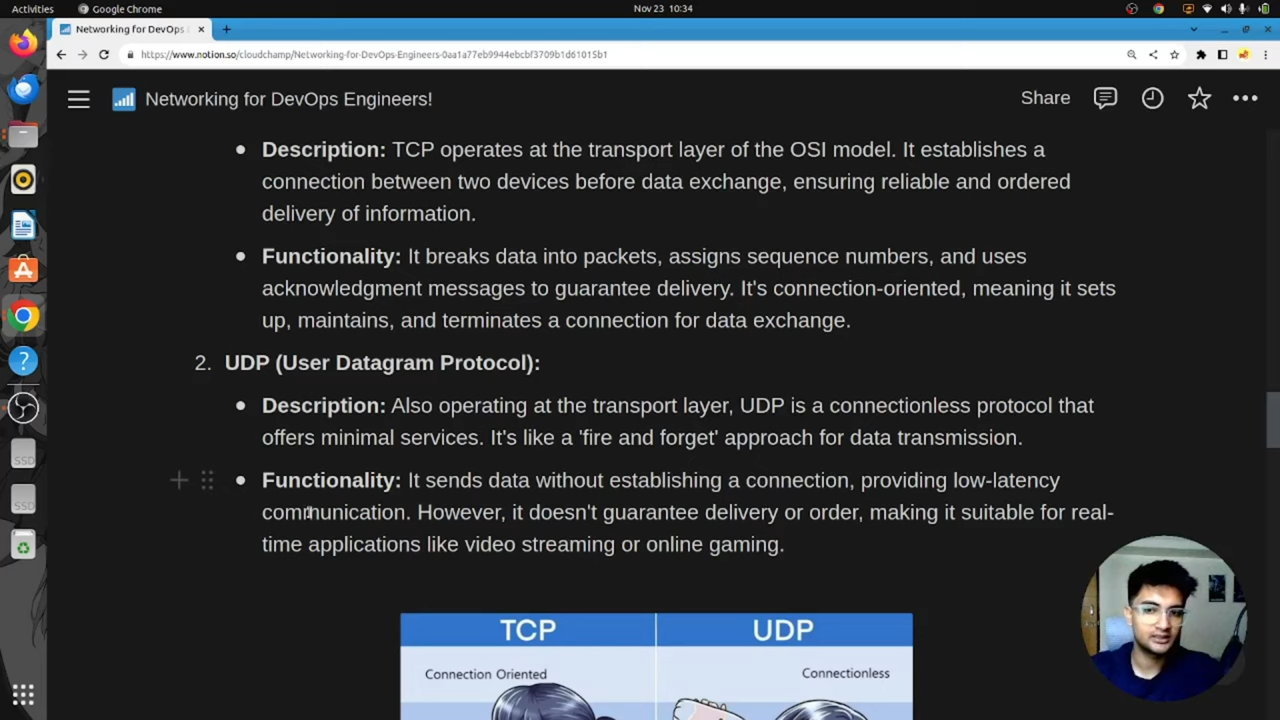 Activities
Google Chrome
Nov 23 10:34
Networking for DevOps
https://www.notion.so/cloudchamp/Networking-for-DevOps-Engineers-0aa1a77eb9944ebcbf3709b1d61015b1
Networking for DevOps Engineers!
Share
Description: TCP operates at the transport layer of the OSI model. It establishes a
connection between two devices before data exchange, ensuring reliable and ordered
delivery of information.
Functionality: It breaks data into packets, assigns sequence numbers, and uses
acknowledgment messages to guarantee delivery. It's connection-oriented, meaning it sets
up, maintains, and terminates a connection for data exchange.
2. UDP (User Datagram Protocol):
Description: Also operating at the transport layer, UDP is a connectionless protocol that
offers minimal services. It's like a 'fire and forget' approach for data transmission.
Functionality: It sends data without establishing a connection, providing low-latency
communication. However, it doesn't guarantee delivery or order, making it suitable for real-
time applications like video streaming or online gaming.
TCP
UDP
Connection Oriented
Connectionless
SSD
SSD